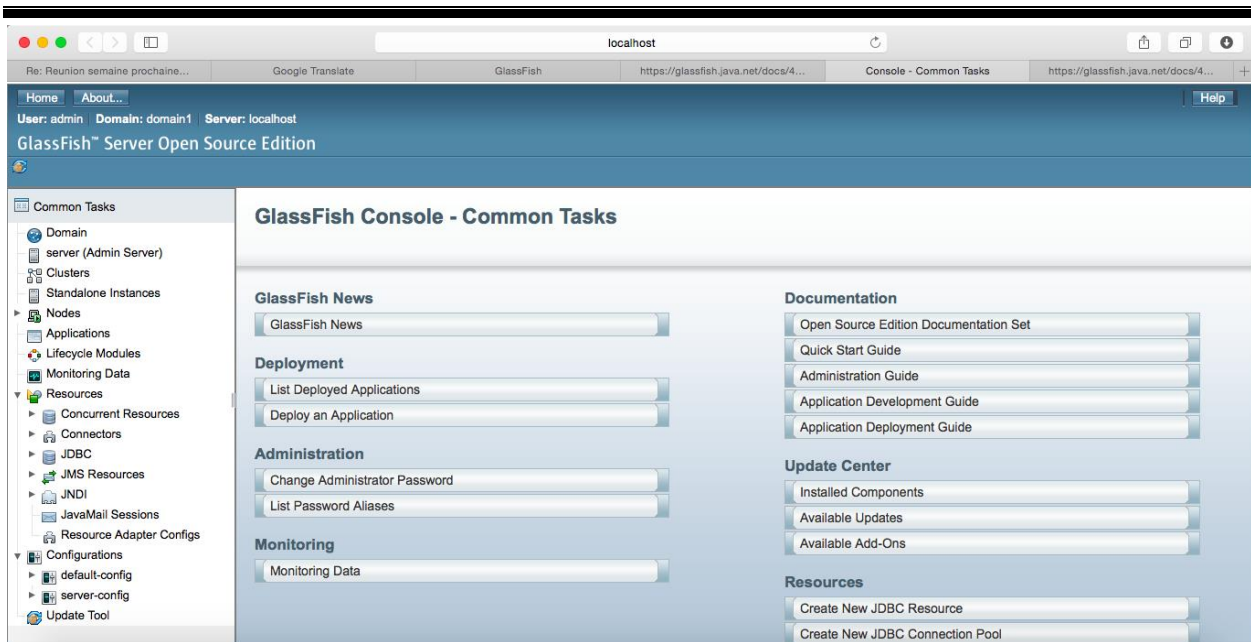 localhost
Re: Reunion semaine prochaine...
Google Translate
GlassFish
https://glassfish.java.net/docs/4...
Console - Common Tasks
https://glassfish.java.net/docs/4...
Home About... Help
User: admin Domain: domain1 Server: localhost
GlassFish™ Server Open Source Edition
Common Tasks
Domain
server (Admin Server)
Clusters
Standalone Instances
Nodes
Applications
Lifecycle Modules
Monitoring Data
Resources
Concurrent Resources
Connectors
JDBC
JMS Resources
JNDI
JavaMail Sessions
Resource Adapter Configs
Configurations
default-config
server-config
Update Tool
GlassFish Console - Common Tasks
GlassFish News
GlassFish News
Deployment
List Deployed Applications
Deploy an Application
Administration
Change Administrator Password
List Password Aliases
Monitoring
Monitoring Data
Documentation
Open Source Edition Documentation Set
Quick Start Guide
Administration Guide
Application Development Guide
Application Deployment Guide
Update Center
Installed Components
Available Updates
Available Add-Ons
Resources
Create New JDBC Resource
Create New JDBC Connection Pool